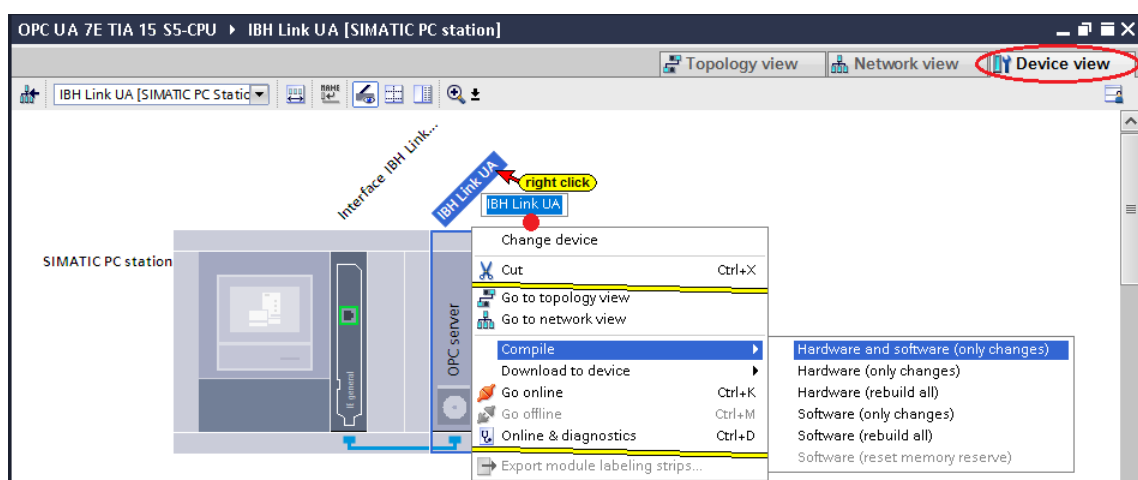 OPC UA 7E TIA 15 S5-CPU ▸ IBH Link UA [SIMATIC PC station]
Topology view Network view Device view
IBH Link UA [SIMATIC PC Static NAME
Interface IBH Link...
IBH Link UA
right click
IBH Link UA
Change device
SIMATIC PC station
Cut Ctrl+X
Go to topology view
Go to network view
OPC server
Compile
Hardware and software (only changes)
Download to device
Hardware (only changes)
IE general
Go online Ctrl+K
Hardware (rebuild all)
Go offline Ctrl+M
Software (only changes)
Online & diagnostics Ctrl+D
Software (rebuild all)
Software (reset memory reserve)
Export module labeling strips...